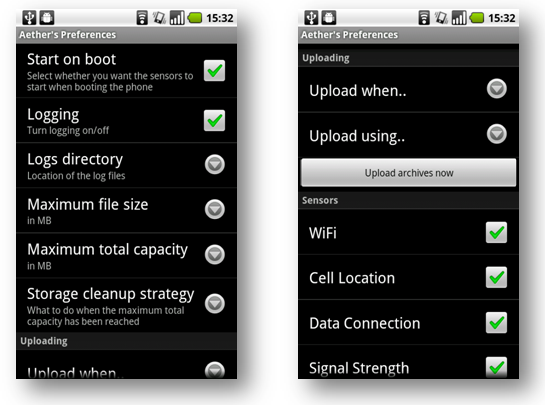 15:32
Aether's Preferences
Start on boot
Select whether you want the sensors to
start when booting the phone
Logging
Turn logging on/off
Logs directory
Location of the log files
Maximum file size
in MB
Maximum total capacity
in MB
Storage cleanup strategy
What to do when the maximum total
capacity has been reached
Uploading
Upload when..
15:32
Aether's Preferences
Uploading
Upload when..
Upload using..
Upload archives now
Sensors
WiFi
Cell Location
Data Connection
Signal Strength